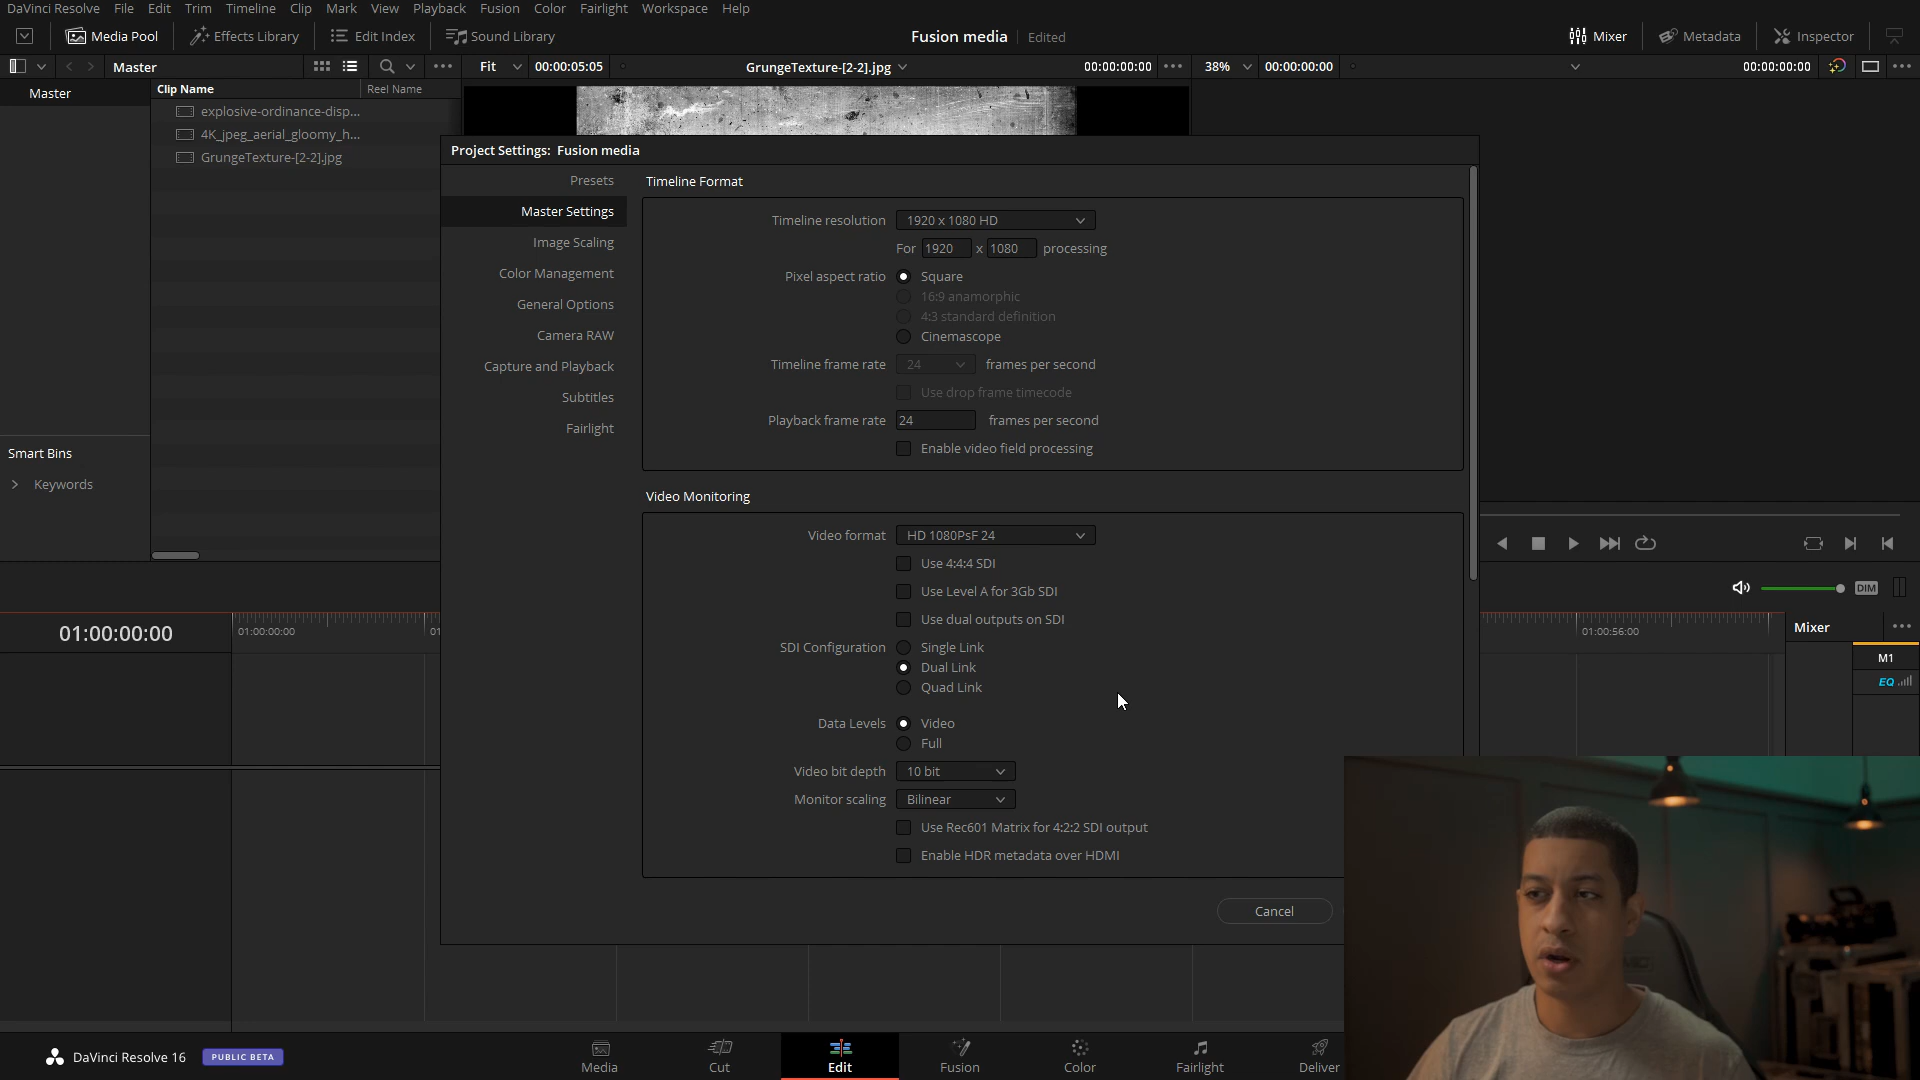 DaVinci Resolve File Edit Trim Timeline Clip Mark View Playback Fusion Color Fairlight Workspace Help
Media Pool Effects Library Edit Index Sound Library Fusion media Edited Mixer Metadata Inspector
Master Fit 00:00:05:05 GrungeTexture-[2-2].jpg 00:00:00:00 38% 00:00:00:00 00:00:00:00
Master Clip Name Reel Name
explosive-ordinance-disp...
4K_jpeg_aerial_gloomy_h...
GrungeTexture-[2-2].jpg
Smart Bins
Keywords
Project Settings: Fusion media
Presets
Master Settings
Image Scaling
Color Management
General Options
Camera RAW
Capture and Playback
Subtitles
Fairlight
Timeline Format
Timeline resolution 1920 x 1080 HD
For 1920 x 1080 processing
Pixel aspect ratio Square
16:9 anamorphic
4:3 standard definition
Cinemascope
Timeline frame rate 24 frames per second
Use drop frame timecode
Playback frame rate 24 frames per second
Enable video field processing
Video Monitoring
Video format HD 1080PsF 24
Use 4:4:4 SDI
Use Level A for 3Gb SDI
Use dual outputs on SDI
SDI Configuration Single Link
Dual Link
Quad Link
Data Levels Video
Full
Video bit depth 10 bit
Monitor scaling Bilinear
Use Rec601 Matrix for 4:2:2 SDI output
Enable HDR metadata over HDMI
Cancel
DIM
01:00:00:00 01:00:00:00 01 01:00:56:00 Mixer
M1
EQ
DaVinci Resolve 16 PUBLIC BETA Media Cut Edit Fusion Color Fairlight Deliver